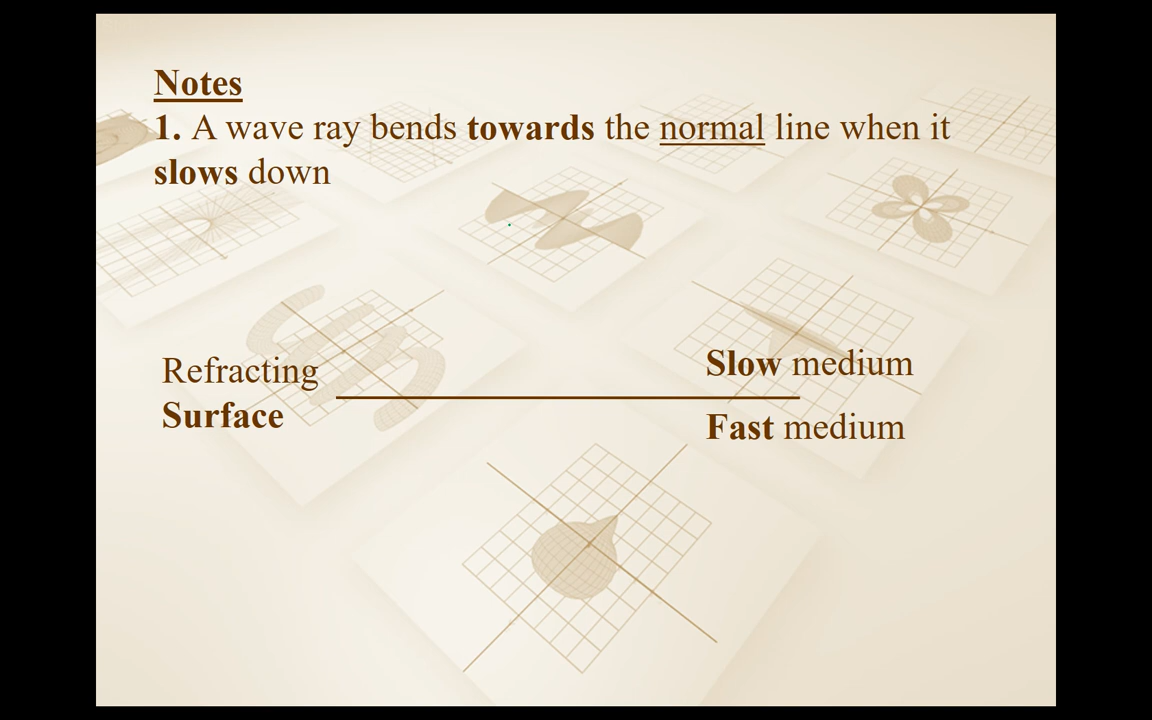 Notes
1. A wave ray bends towards the normal line when it
slows down
Refracting
Surface
Slow medium
Fast medium